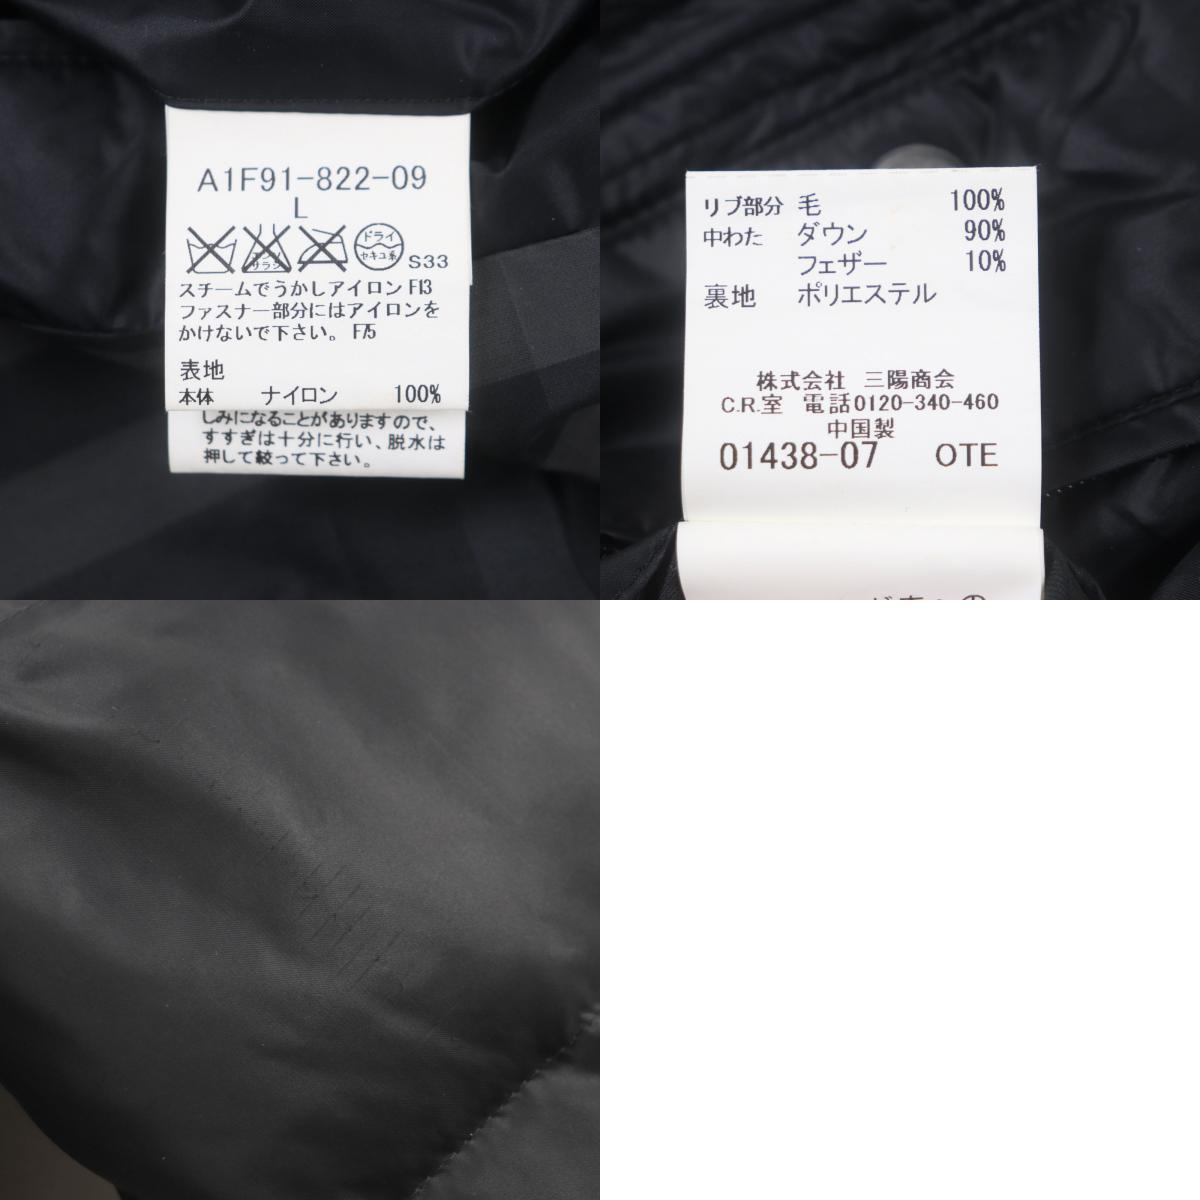 A1F91-822-09
L
ドライ
セキユ系
S33
スチームでうかしアイロン F13
ファスナー部分にはアイロンを
かけないで下さい。 F75
表地
本体 ナイロン 100%
しみになることがありますので、
すすぎは十分に行い、脱水は
押して絞って下さい。
リブ部分 毛 100%
中わた ダウン 90%
フェザー 10%
裏地 ポリエステル
株式会社 三陽商会
C.R.室 電話0120-340-460
中国製
01438-07 OTE